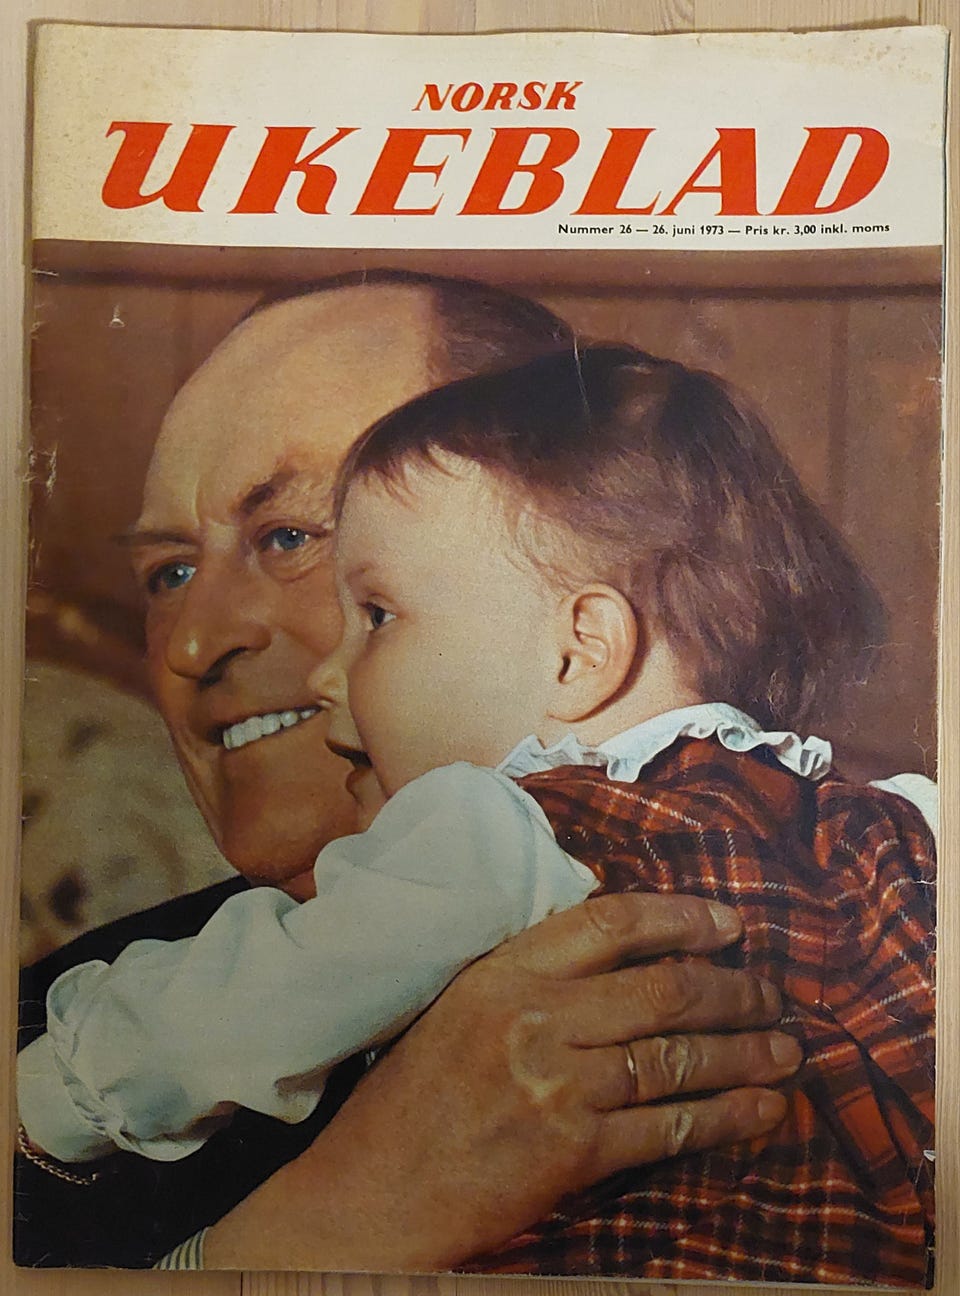 NORSK
UKEBLAD
Nummer 26 — 26. juni 1973 — Pris kr. 3,00 inkl. moms